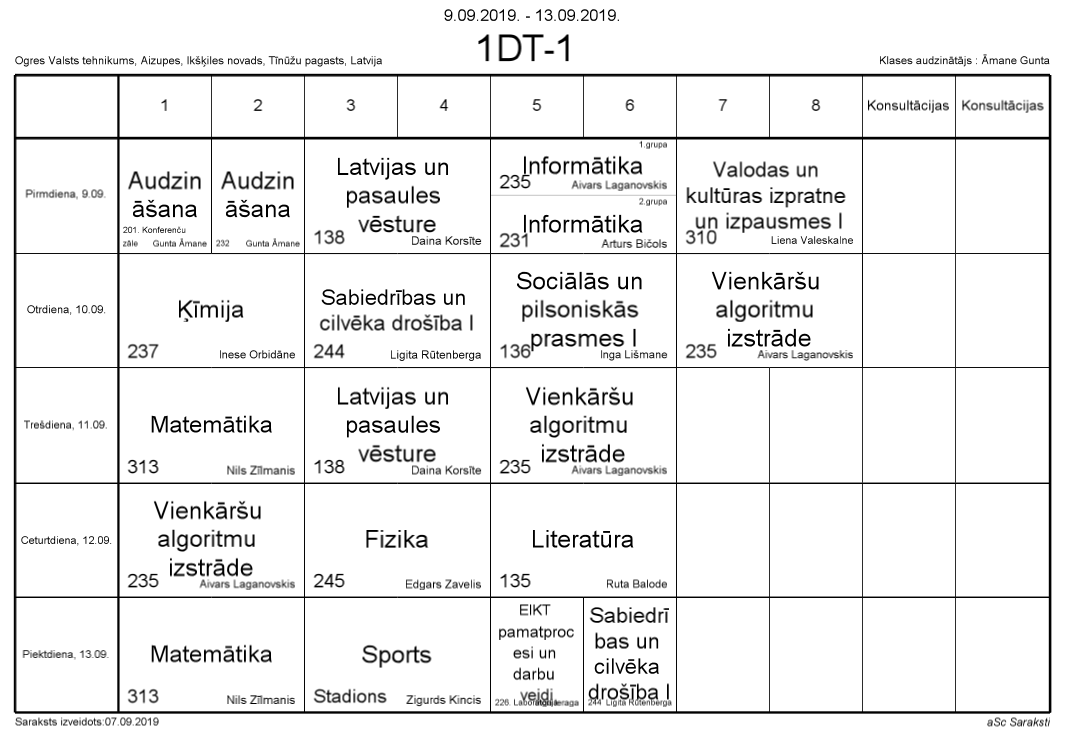 9.09.2019. - 13.09.2019.
1DT-1
Ogres Valsts tehnikums, Aizupes, Ikšķiles novads, Tīnūžu pagasts, Latvija
Klases audzinātājs : Āmane Gunta
1 2 3 4 5 6 7 8 Konsultācijas Konsultācijas
Pirmdiena, 9.09.
Audzin
āšana
201. Konferenču
zāle Gunta Āmane
Audzin
āšana
232 Gunta Āmane
Latvijas un
pasaules
vēsture
138 Daina Korsīte
1.grupa
Informātika
235 Aivars Laganovskis
2.grupa
Informātika
231 Arturs Bičols
Valodas un
kultūras izpratne
un izpausmes I
310 Liena Valeskalne
Otrdiena, 10.09.
Ķīmija
237 Inese Orbidāne
Sabiedrības un
cilvēka drošība I
244 Ligita Rūtenberga
Sociālās un
pilsoniskās
prasmes I
136 Inga Lišmane
Vienkāršu
algoritmu
izstrāde
235 Aivars Laganovskis
Trešdiena, 11.09.
Matemātika
313 Nils Zīlmanis
Latvijas un
pasaules
vēsture
138 Daina Korsīte
Vienkāršu
algoritmu
izstrāde
235 Aivars Laganovskis
Ceturtdiena, 12.09.
Vienkāršu
algoritmu
izstrāde
235 Aivars Laganovskis
Fizika
245 Edgars Zavelis
Literatūra
135 Ruta Balode
Piektdiena, 13.09.
Matemātika
313 Nils Zīlmanis
Sports
Stadions Zigurds Kincis
EIKT
pamatproc
esi un
darbu
veidi
226.
Sabiedrī
bas un
cilvēka
drošība I
244 Ligita Rūtenberga
Saraksts izveidots:07.09.2019
aSc Saraksti